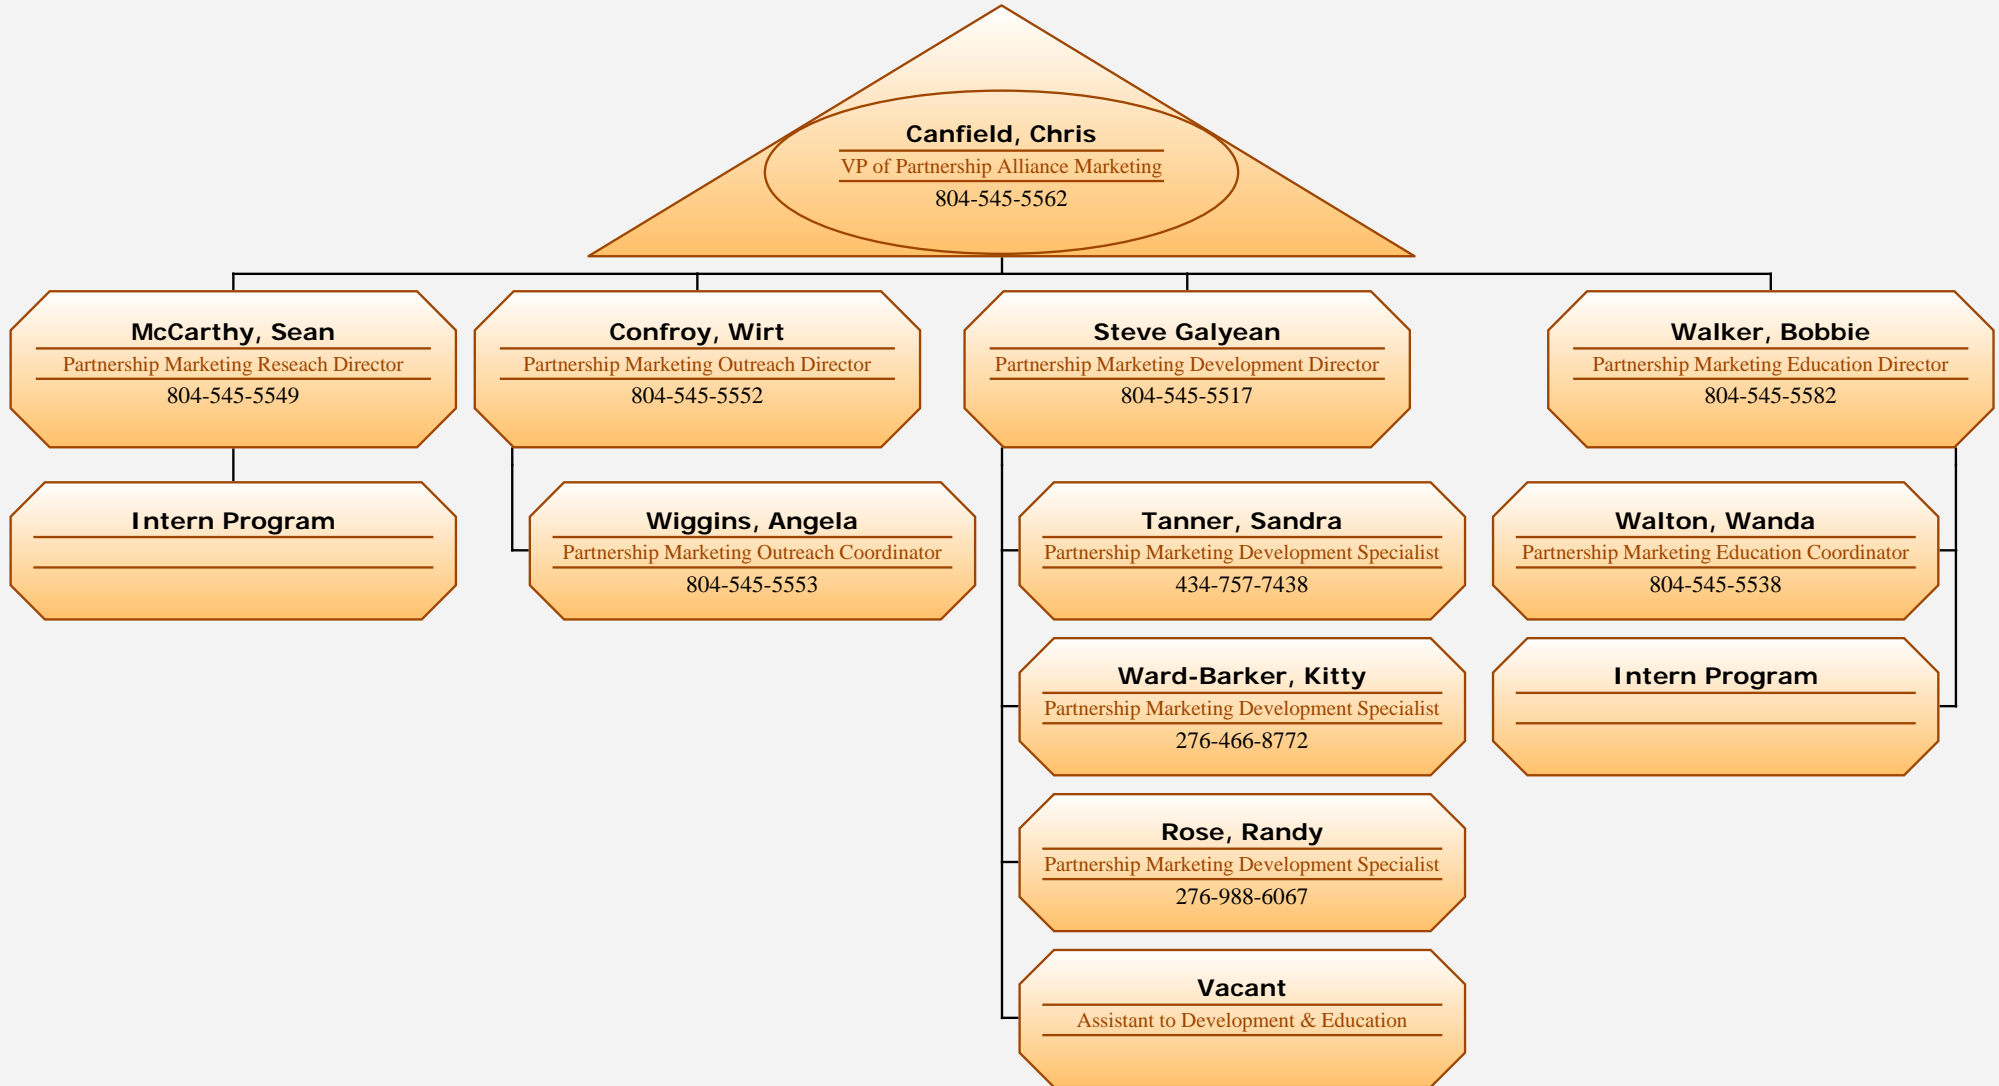 Canfield, Chris
VP of Partnership Alliance Marketing
804-545-5562
McCarthy, Sean
Partnership Marketing Reseach Director
804-545-5549
Confroy, Wirt
Partnership Marketing Outreach Director
804-545-5552
Steve Galyean
Partnership Marketing Development Director
804-545-5517
Walker, Bobbie
Partnership Marketing Education Director
804-545-5582
Intern Program
Wiggins, Angela
Partnership Marketing Outreach Coordinator
804-545-5553
Tanner, Sandra
Partnership Marketing Development Specialist
434-757-7438
Walton, Wanda
Partnership Marketing Education Coordinator
804-545-5538
Ward-Barker, Kitty
Partnership Marketing Development Specialist
276-466-8772
Intern Program
Rose, Randy
Partnership Marketing Development Specialist
276-988-6067
Vacant
Assistant to Development & Education